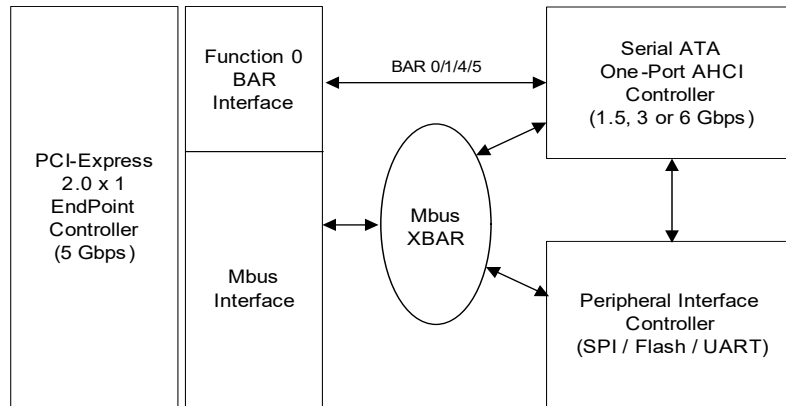 PCI-Express
2.0 x 1
EndPoint
Controller
(5 Gbps)
Function 0
BAR
Interface
Mbus
Interface
BAR 0/1/4/5
Mbus
XBAR
Serial ATA
One-Port AHCI
Controller
(1.5, 3 or 6 Gbps)
Peripheral Interface
Controller
(SPI / Flash / UART)